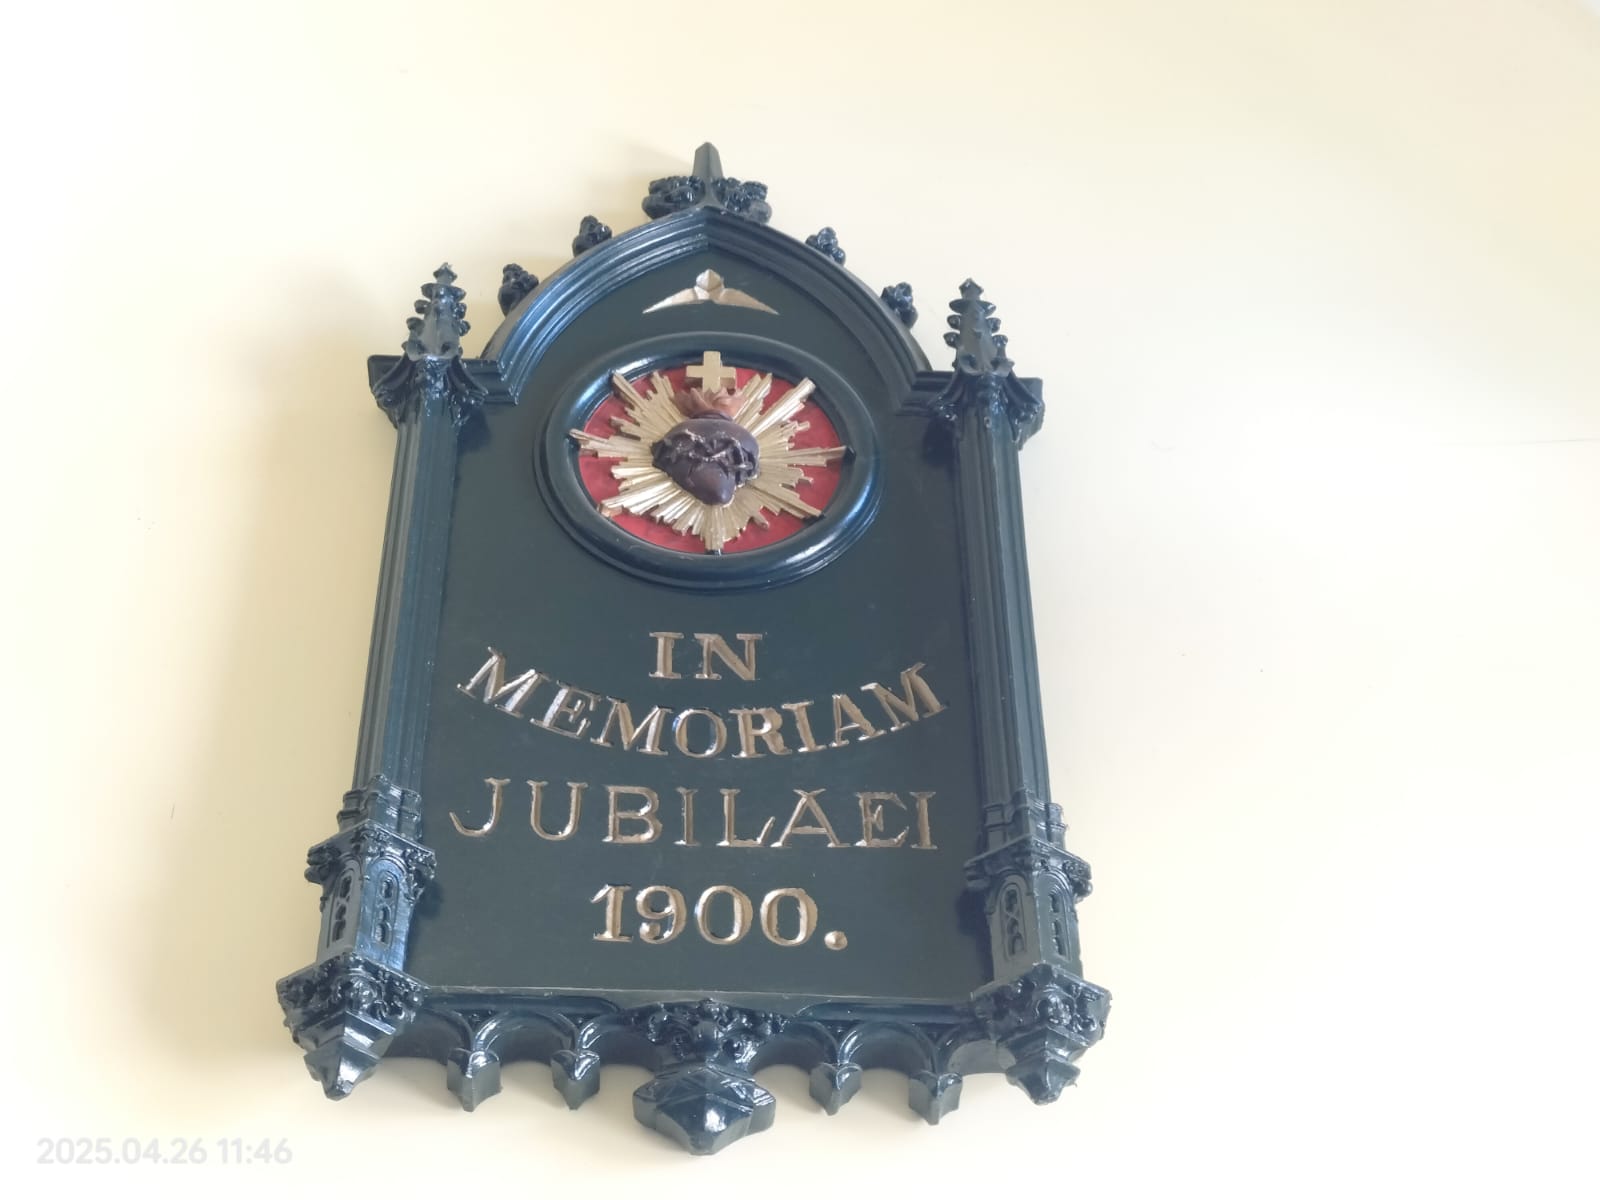 IN
MEMORIAM
JUBILAEI
1900.
2025.04.26 11:46